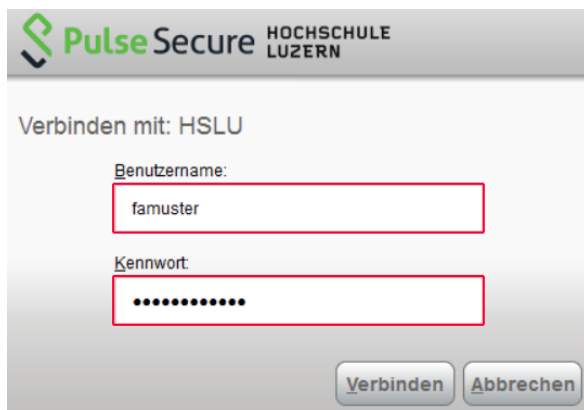 Pulse Secure HOCHSCHULE
LUZERN
Verbinden mit: HSLU
Benutzername:
famuster
Kennwort:
••••••••••••
Verbinden Abbrechen